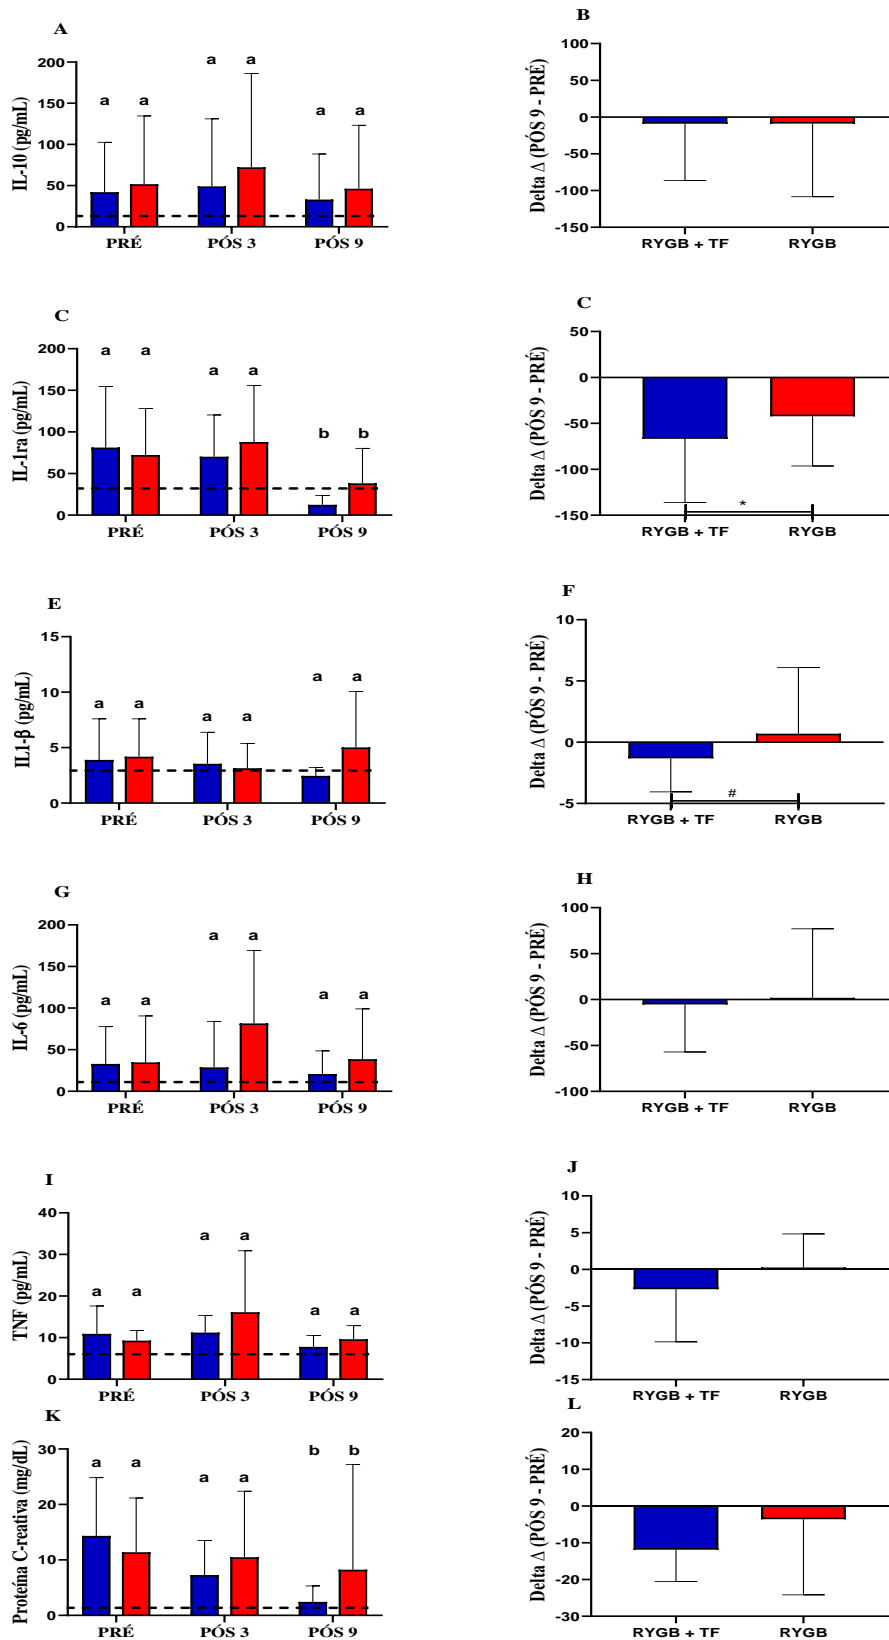 A
IL-10 (pg/mL)
200
150
100
50
0
a a a a a a
PRÉ PÓS 3 PÓS 9
B
Delta Δ (PÓS 9 - PRÉ)
100
50
0
-50
-100
-150
RYGB + TF RYGB
C
IL-1ra (pg/mL)
200
150
100
50
0
a a a a b b
PRÉ PÓS 3 PÓS 9
C
Delta Δ (PÓS 9 - PRÉ)
50
0
-50
-100
-150
*
RYGB + TF RYGB
E
IL1-β (pg/mL)
15
10
5
0
a a a a a a
PRÉ PÓS 3 PÓS 9
F
Delta Δ (PÓS 9 - PRÉ)
10
5
0
-5
#
RYGB + TF RYGB
G
IL-6 (pg/mL)
200
150
100
50
0
a a a a a a
PRÉ PÓS 3 PÓS 9
H
Delta Δ (PÓS 9 - PRÉ)
100
50
0
-50
-100
RYGB + TF RYGB
I
TNF (pg/mL)
40
30
20
10
0
a a a a a a
PRÉ PÓS 3 PÓS 9
J
Delta Δ (PÓS 9 - PRÉ)
10
5
0
-5
-10
-15
RYGB + TF RYGB
K
Proteína C-reativa (mg/dL)
30
20
10
0
a a a a b b
PRÉ PÓS 3 PÓS 9
L
Delta Δ (PÓS 9 - PRÉ)
20
10
0
-10
-20
-30
RYGB + TF RYGB